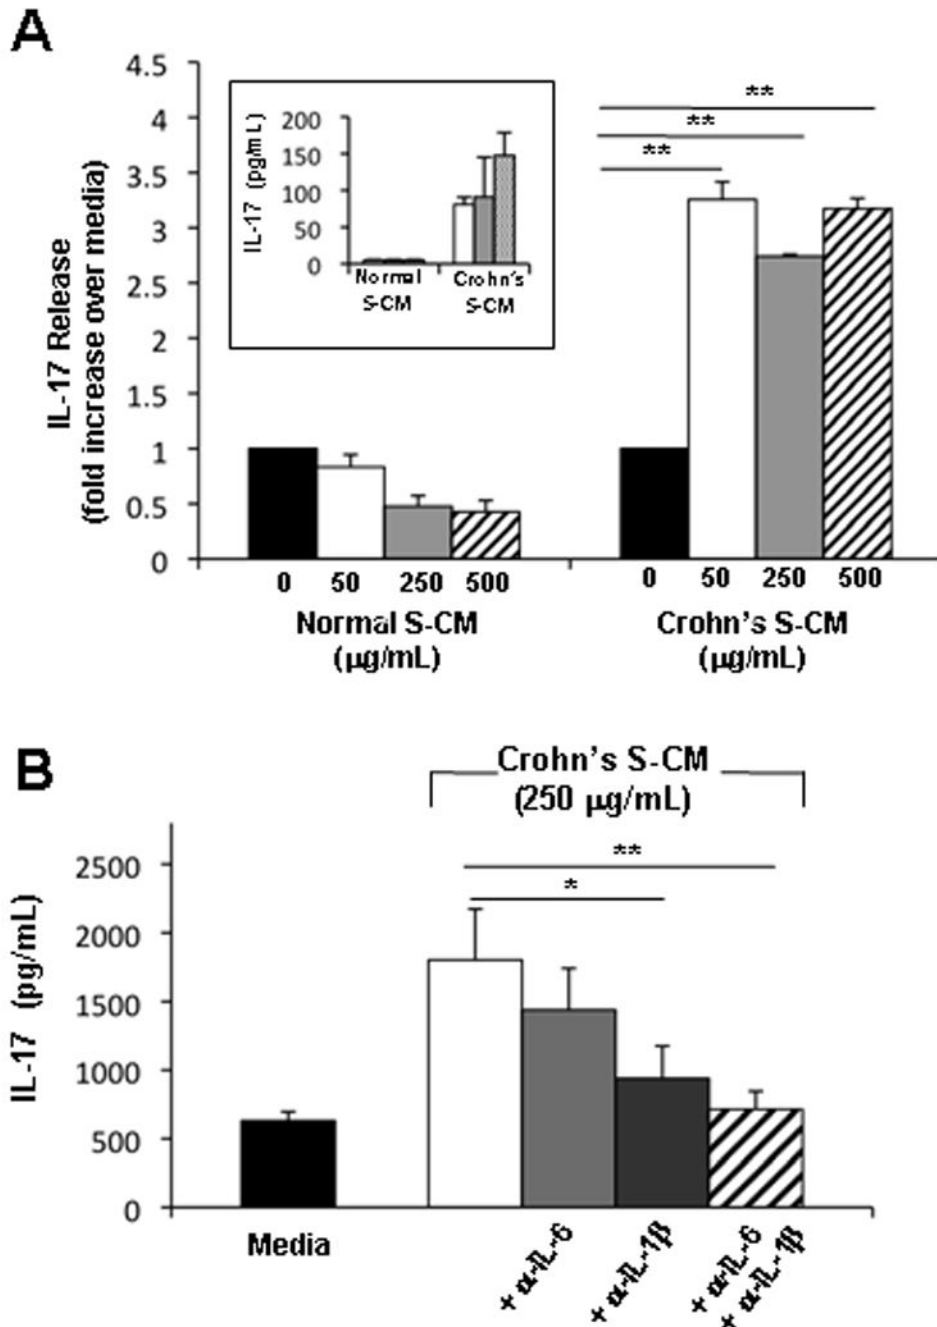 A
IL-17 Release
(fold increase over media)
4.5
4
3.5
3
2.5
2
1.5
1
0.5
0
IL-17 (pg/mL)
200
150
100
50
0
Normal
S-CM
Crohn's
S-CM
**
**
**
0 50 250 500
Normal S-CM
(μg/mL)
0 50 250 500
Crohn's S-CM
(μg/mL)
B
Crohn's S-CM
(250 μg/mL)
IL-17 (pg/mL)
2500
2000
1500
1000
500
0
**
*
Media
+ α-IL-6
+ α-IL-1β
+ α-IL-6
+ α-IL-1β